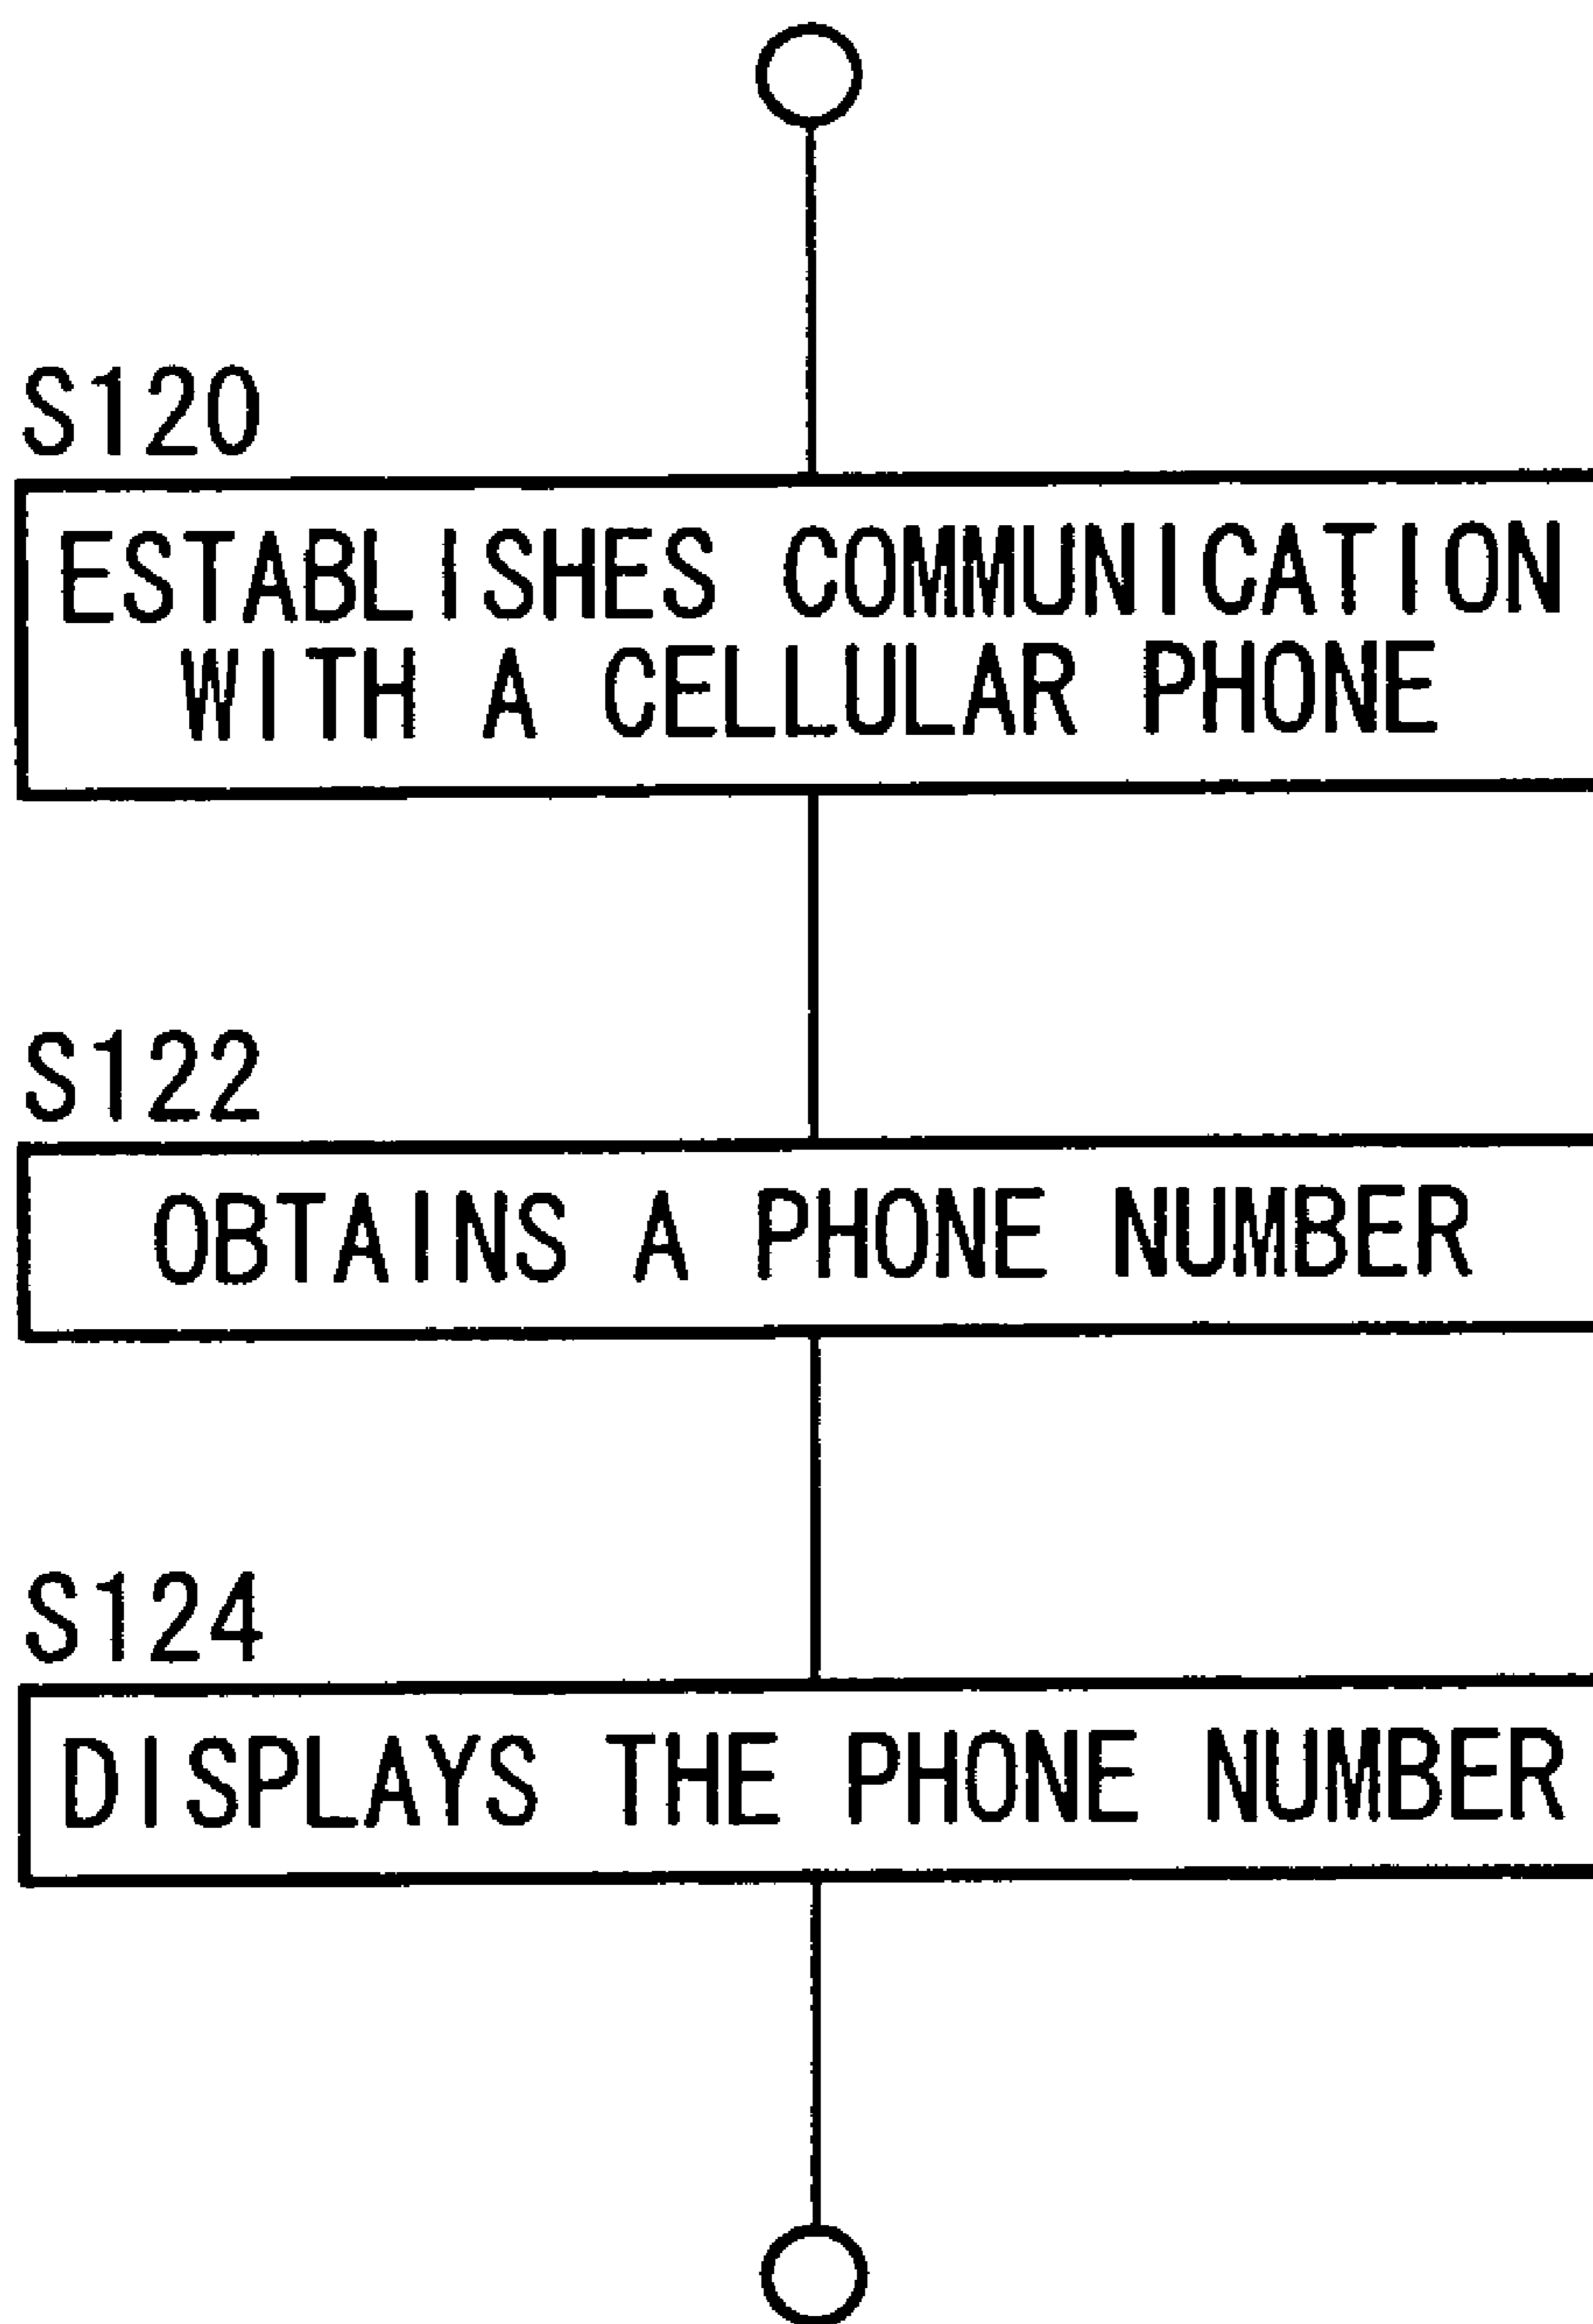 S120
ESTABLISHES COMMUNICATION
WITH A CELLULAR PHONE
S122
OBTAINS A PHONE NUMBER
S124
DISPLAYS THE PHONE NUMBER